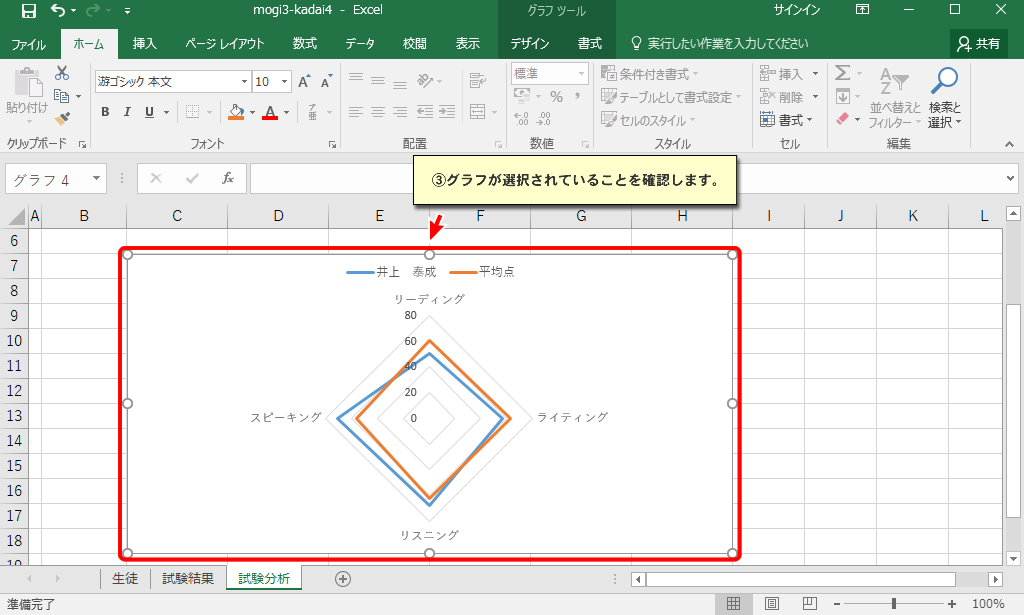 mogi3-kadai4 - Excel
グラフ ツール
サインイン
ファイル ホーム 挿入 ページ レイアウト 数式 データ 校閲 表示 デザイン 書式 実行したい作業を入力してください 共有
貼り付け
游ゴシック 本文 10 A A
B I U A
標準
% ,
条件付き書式
テーブルとして書式設定
セルのスタイル
挿入
削除
書式
Σ
並べ替えと
フィルター
検索と
選択
クリップボード フォント 配置 数値 スタイル セル 編集
グラフ 4 fx
③グラフが選択されていることを確認します。
A B C D E F G H I J K L
6
7
8
9
10
11
12
13
14
15
16
17
18
19
井上 泰成 平均点
リーディング
80
60
40
20
0
スピーキング
ライティング
リスニング
生徒 試験結果 試験分析
準備完了
100%